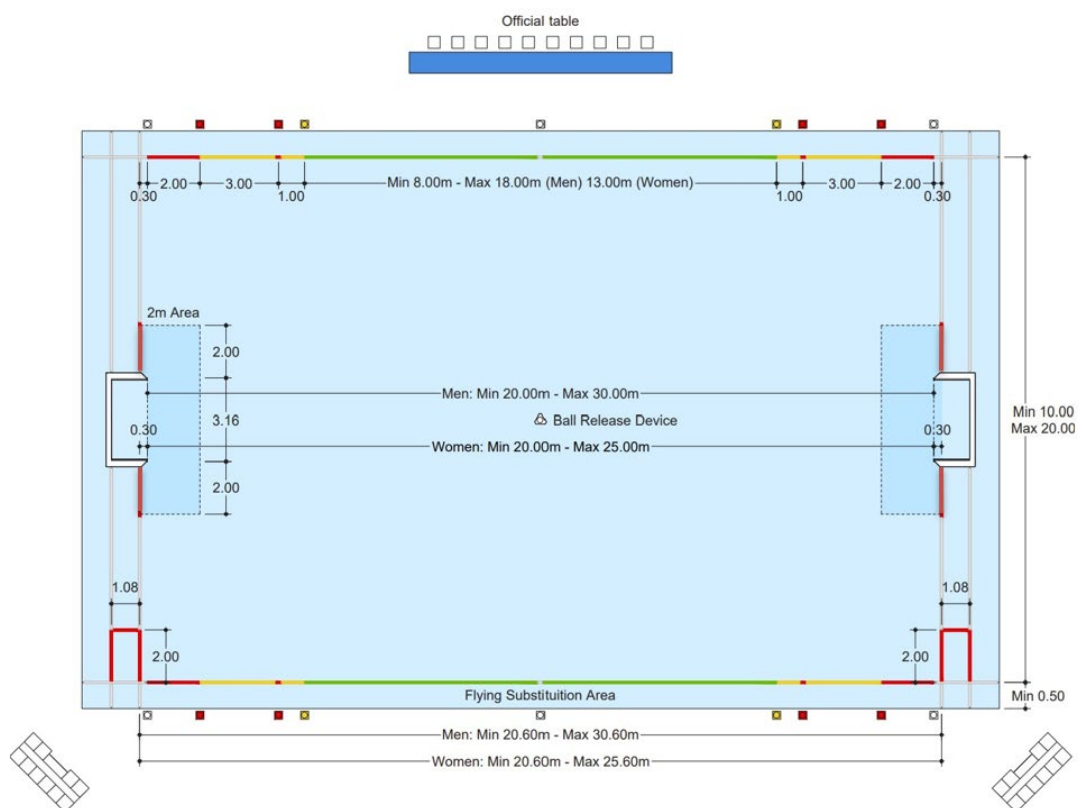 Official table
2.00
3.00
Min 8.00m - Max 18.00m (Men) 13.00m (Women)
3.00
2.00
0.30
1.00
1.00
0.30
2m Area
2.00
Men: Min 20.00m - Max 30.00m
3.16
Min 10.00
Max 20.00
0.30
Ball Release Device
0.30
Women: Min 20.00m - Max 25.00m
2.00
1.08
1.08
2.00
2.00
Flying Substituition Area
Min 0.50
Men: Min 20.60m - Max 30.60m
Women: Min 20.60m - Max 25.60m